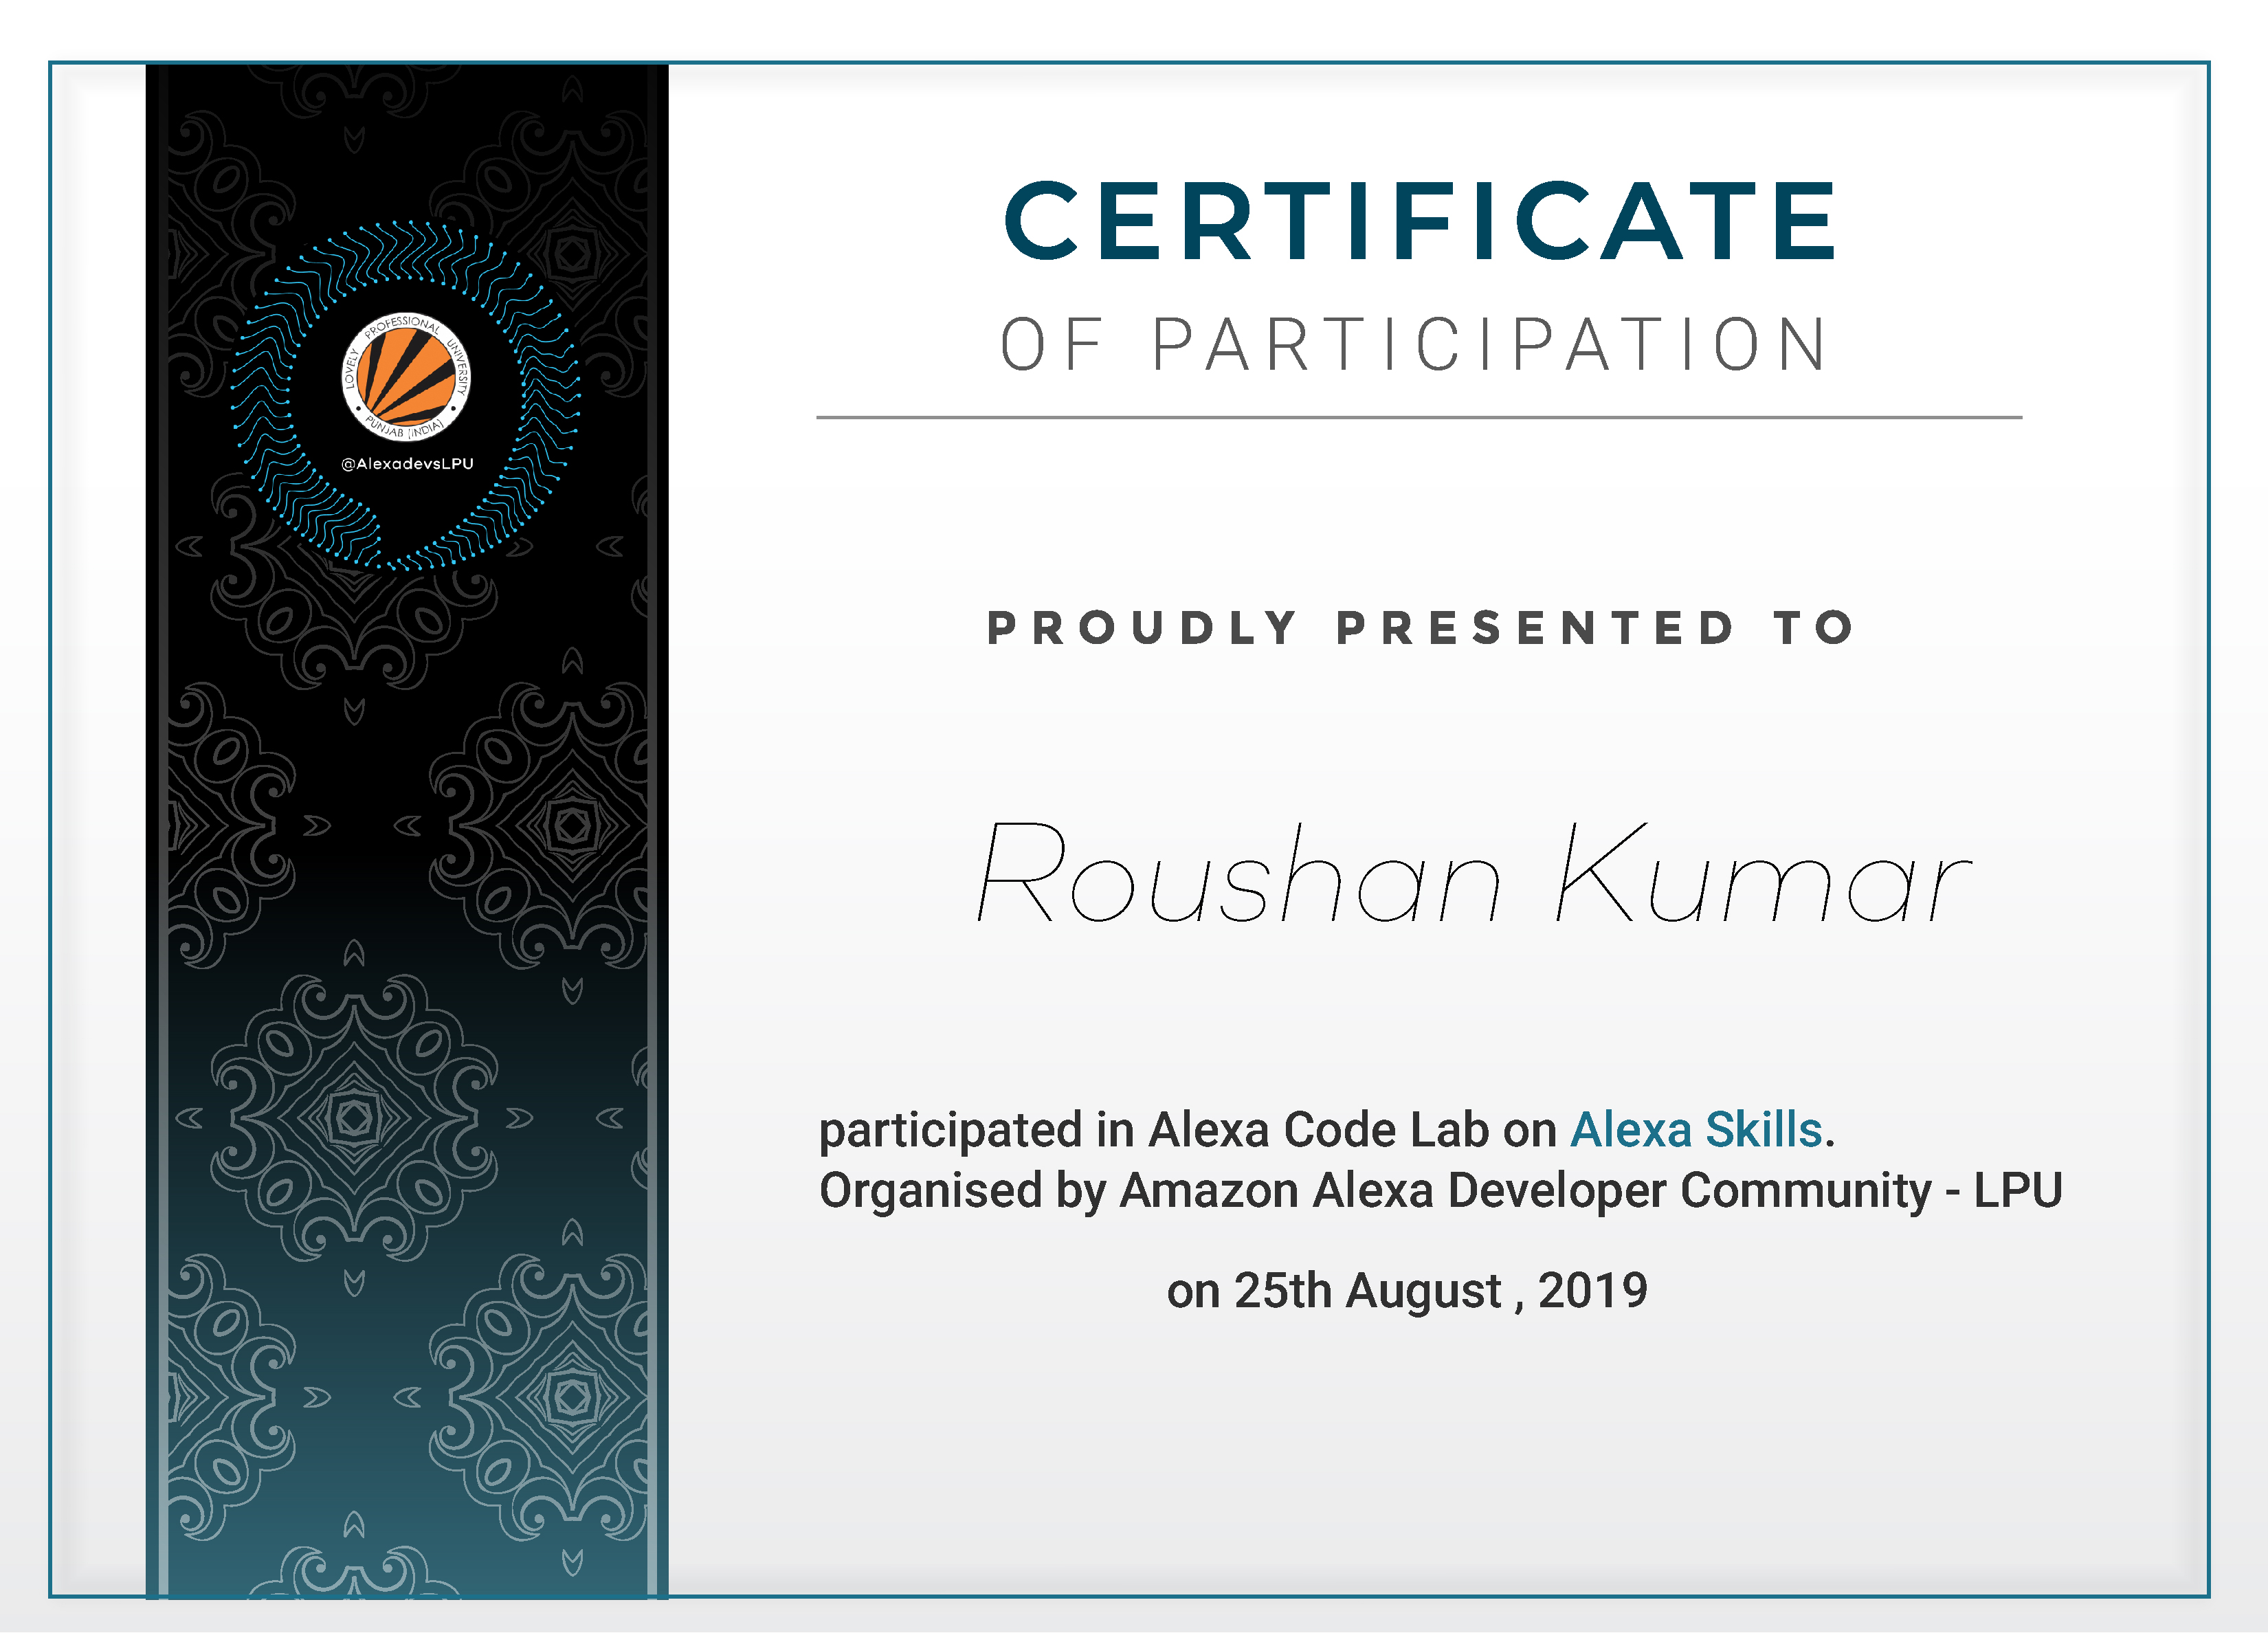 LOVELY PROFESSIONAL UNIVERSITY
PUNJAB (INDIA)
@AlexadevsLPU
CERTIFICATE
OF PARTICIPATION
PROUDLY PRESENTED TO
Roushan Kumar
participated in Alexa Code Lab on Alexa Skills.
Organised by Amazon Alexa Developer Community - LPU
on 25th August , 2019